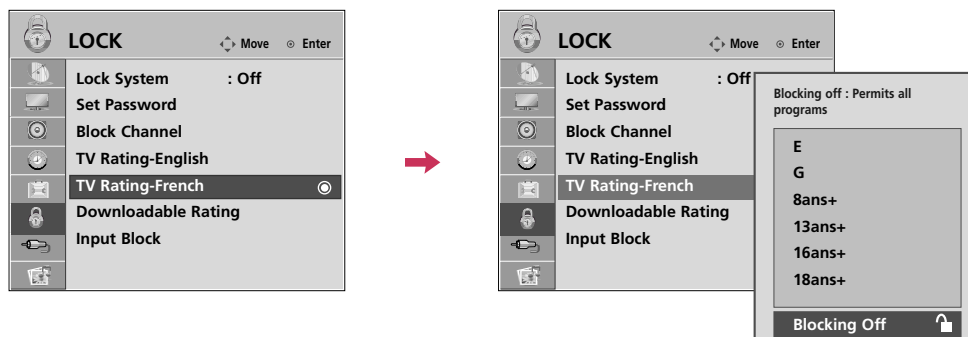 LOCK
Move Enter
Lock System : Off
Set Password
Block Channel
TV Rating-English
TV Rating-French
Downloadable Rating
Input Block
LOCK
Move Enter
Lock System : Off
Set Password
Block Channel
TV Rating-English
TV Rating-French
Downloadable Rating
Input Block
Blocking off : Permits all
programs
E
G
8ans+
13ans+
16ans+
18ans+
Blocking Off